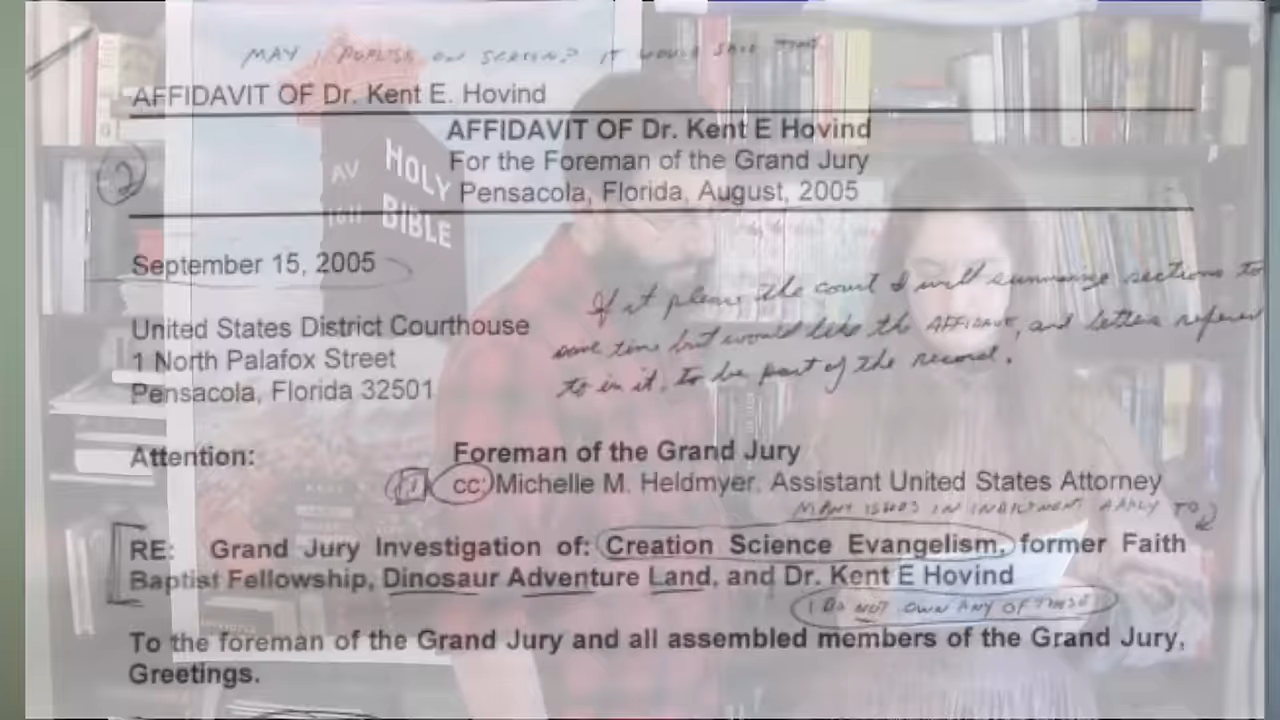 MAY I PUBLISH ON SCREEN? IT WOULD SAVE TIME
AFFIDAVIT OF Dr. Kent E. Hovind
AFFIDAVIT OF Dr. Kent E Hovind
For the Foreman of the Grand Jury
Pensacola, Florida, August, 2005
2
AV
1611
HOLY
BIBLE
September 15, 2005
If it please the court I will summarize sections to
save time but would like the AFFIDAVIT, and letters refered
to in it, to be part of the record.
United States District Courthouse
1 North Palafox Street
Pensacola, Florida 32501
Attention:
Foreman of the Grand Jury
cc: Michelle M. Heldmyer, Assistant United States Attorney
MANY ISSUES IN INDICTMENT APPLY TO
RE: Grand Jury Investigation of: Creation Science Evangelism, former Faith
Baptist Fellowship, Dinosaur Adventure Land, and Dr. Kent E Hovind
I DO NOT OWN ANY OF THESE
To the foreman of the Grand Jury and all assembled members of the Grand Jury,
Greetings.